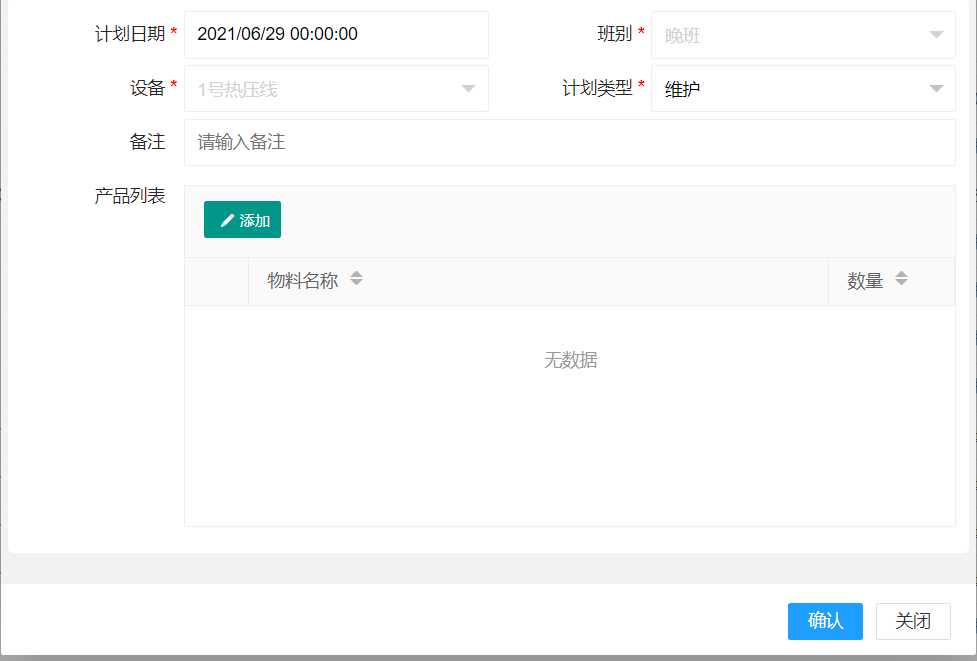 计划日期 * 2021/06/29 00:00:00 班别 * 晚班
设备 * 1号热压线 计划类型 * 维护
备注 请输入备注
产品列表
添加
物料名称 数量
无数据
确认 关闭